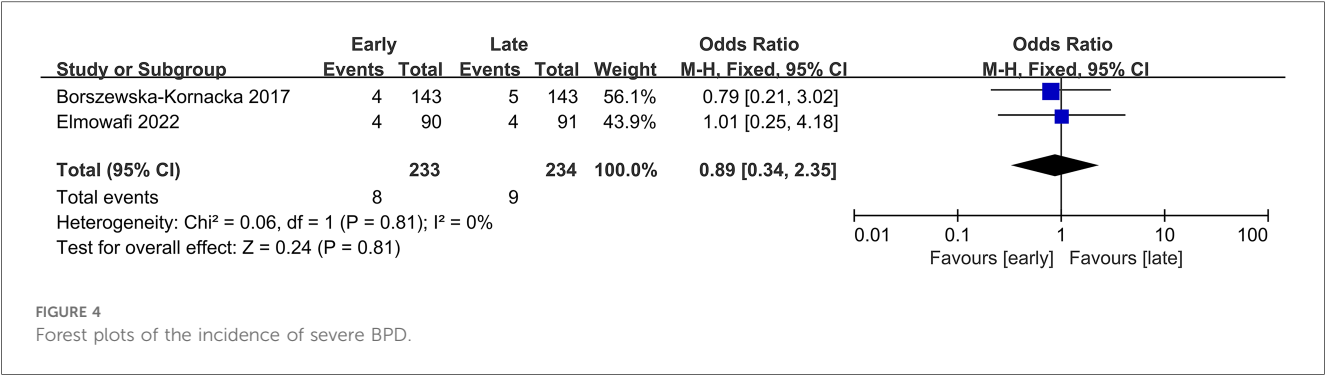 Early Late Odds Ratio Odds Ratio
Study or Subgroup Events Total Events Total Weight M-H, Fixed, 95% CI M-H, Fixed, 95% CI
Borszewska-Kornacka 2017 4 143 5 143 56.1% 0.79 [0.21, 3.02]
Elmowafi 2022 4 90 4 91 43.9% 1.01 [0.25, 4.18]
Total (95% CI) 233 234 100.0% 0.89 [0.34, 2.35]
Total events 8 9
Heterogeneity: Chi² = 0.06, df = 1 (P = 0.81); I² = 0%
Test for overall effect: Z = 0.24 (P = 0.81)
0.01 0.1 1 10 100
Favours [early] Favours [late]
FIGURE 4
Forest plots of the incidence of severe BPD.